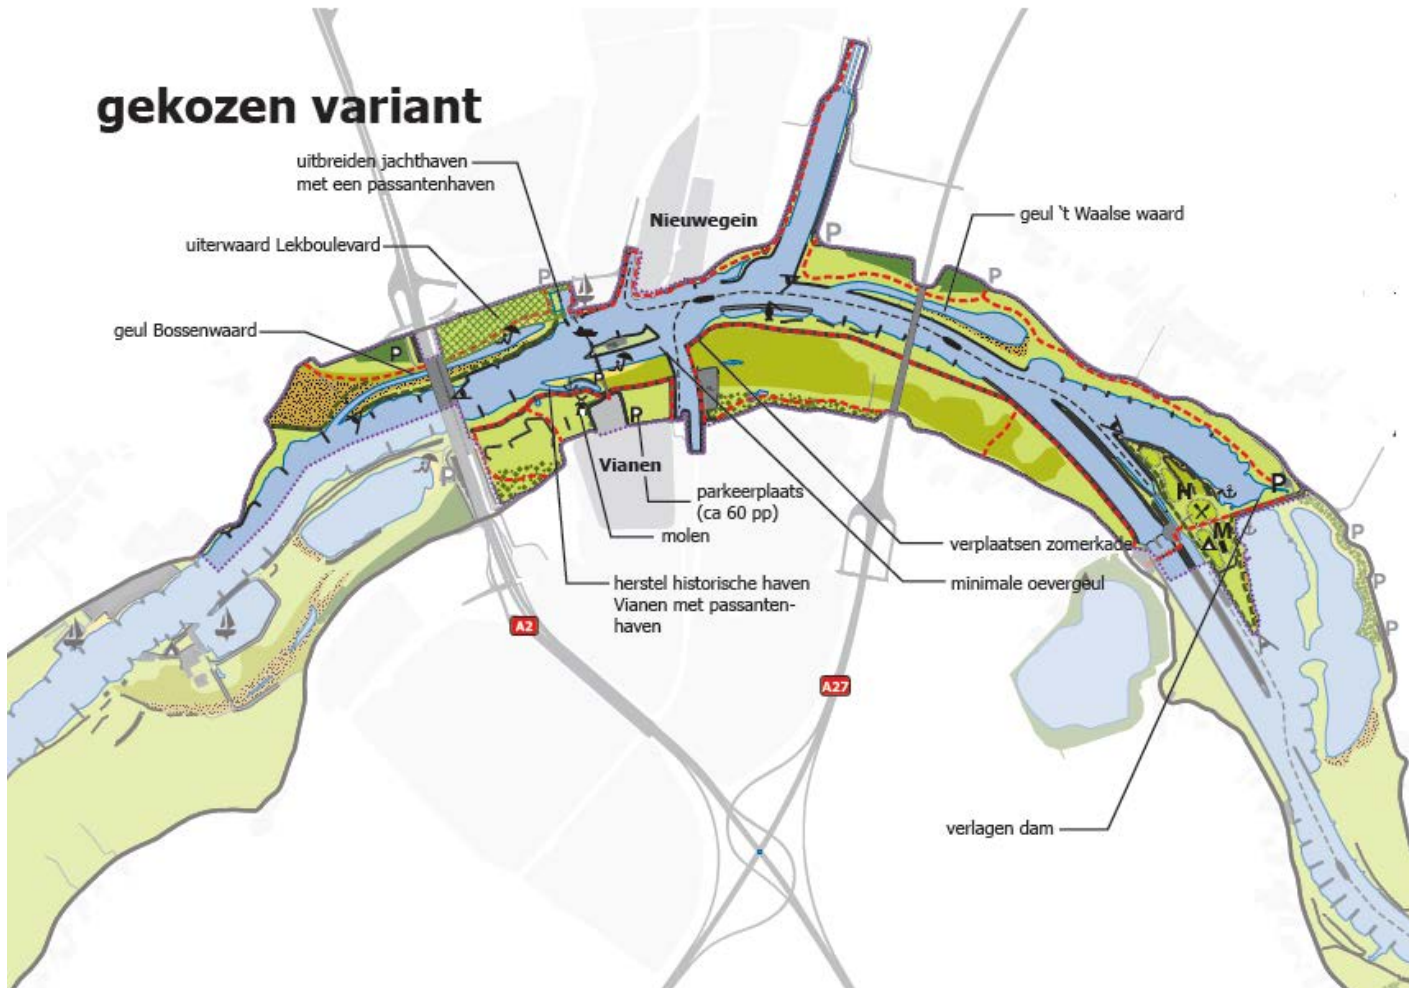 gekozen variant
uitbreiden jachthaven
met een passantenhaven
Nieuwegein
geul 't Waalse waard
P
uiterwaard Lekboulevard
P
P
geul Bossenwaard
P
P
P
P
Vianen
parkeerplaats
(ca 60 pp)
molen
verplaatsen zomerkade
H
M
P
P
P
herstel historische haven
Vianen met passanten-
haven
minimale oevergeul
A2
P
A27
verlagen dam